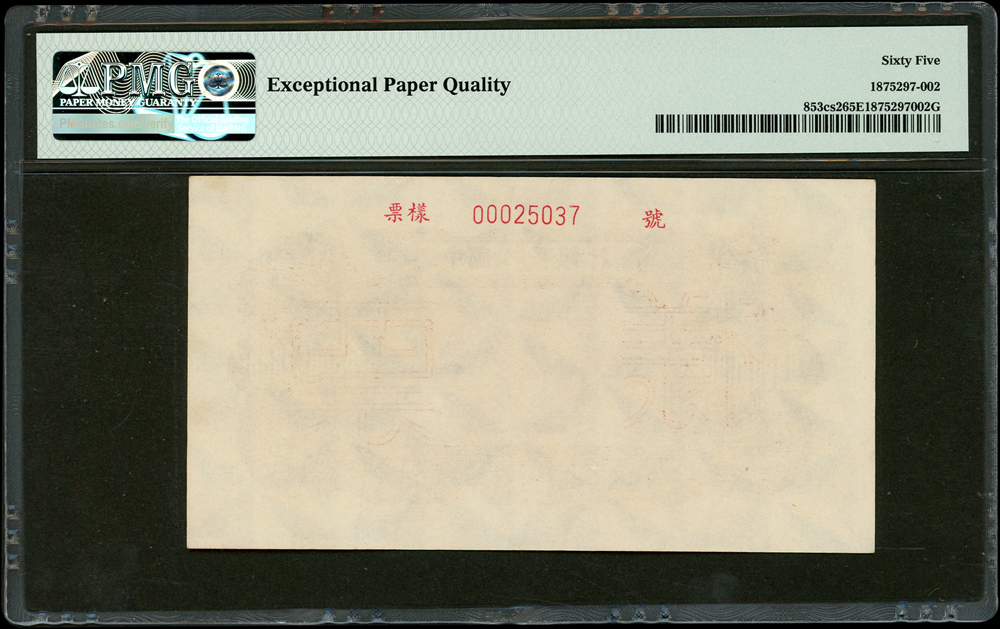 PMG
PAPER MONEY GUARANTY
Exceptional Paper Quality
Sixty Five
1875297-002
853cs265E1875297002G
票樣 00025037 號